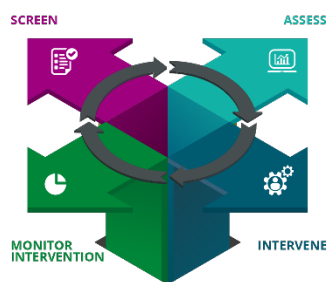 SCREEN
ASSESS
MONITOR
INTERVENTION
INTERVENE